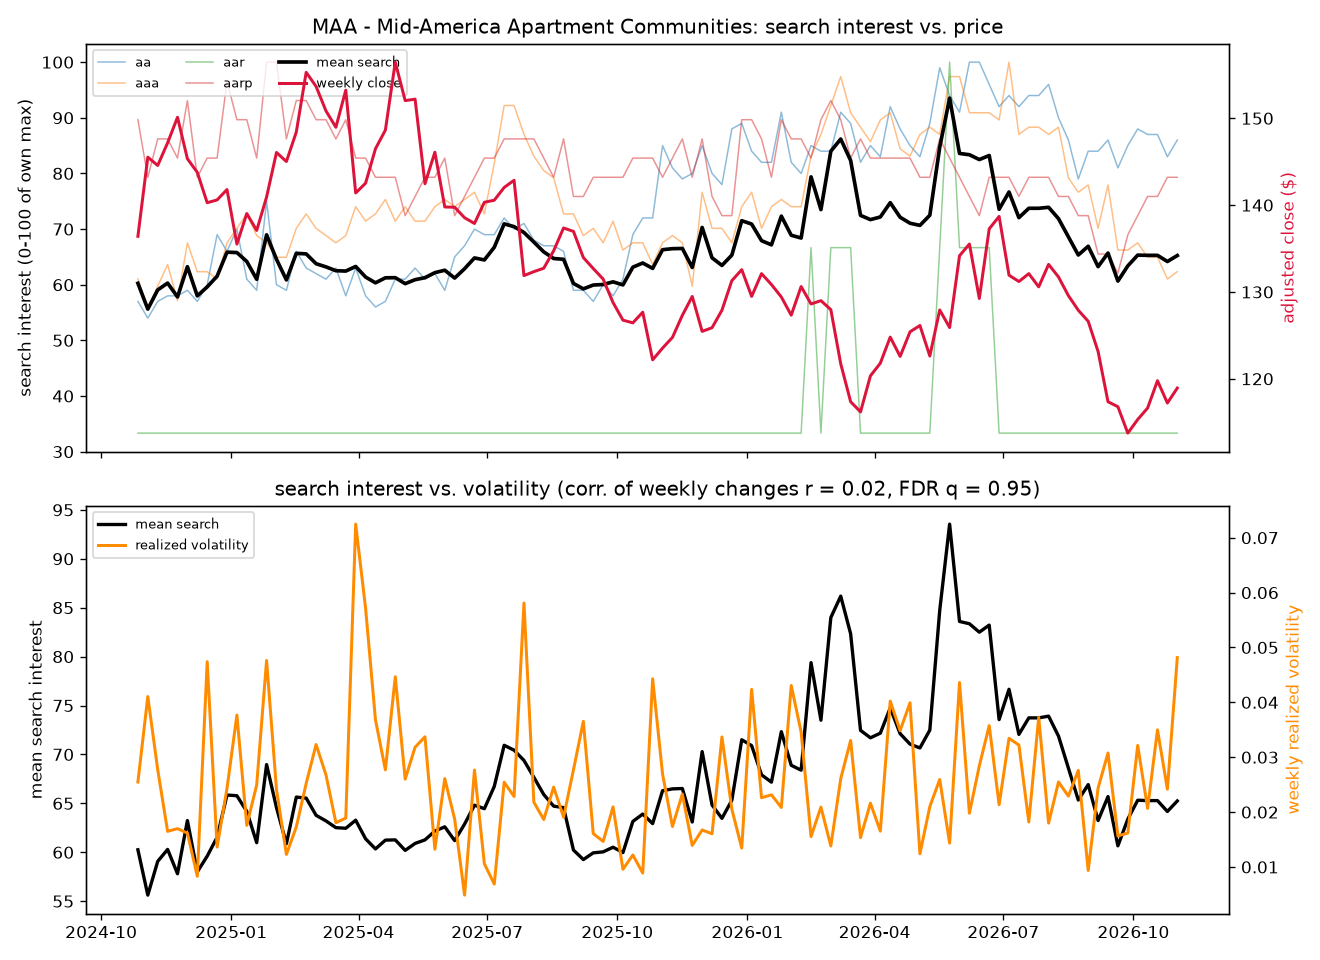 MAA - Mid-America Apartment Communities: search interest vs. price
aa
aaa
aar
aarp
mean search
weekly close
100
90
80
70
60
50
40
30
search interest (0-100 of own max)
150
140
130
120
adjusted close ($)
search interest vs. volatility (corr. of weekly changes r = 0.02, FDR q = 0.95)
mean search
realized volatility
95
90
85
80
75
70
65
60
55
mean search interest
0.07
0.06
0.05
0.04
0.03
0.02
0.01
weekly realized volatility
2024-10 2025-01 2025-04 2025-07 2025-10 2026-01 2026-04 2026-07 2026-10